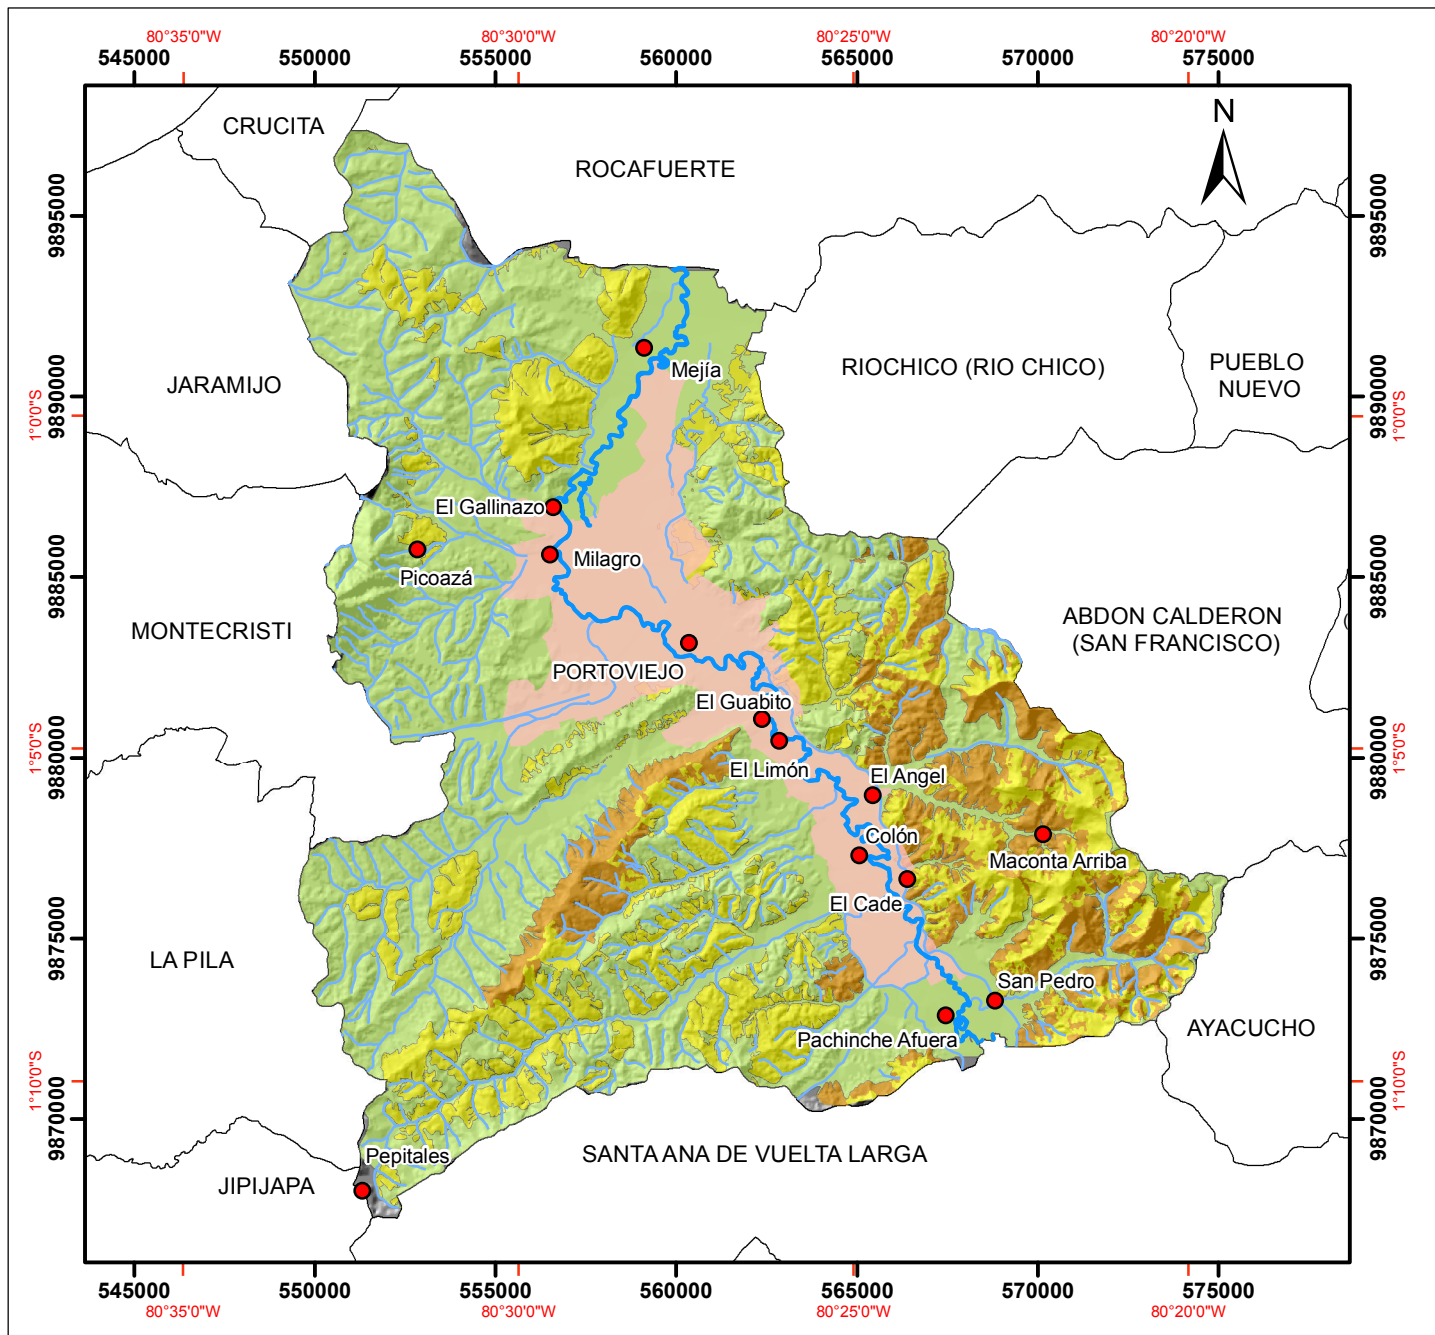 80°35'0"W 80°30'0"W 80°25'0"W 80°20'0"W
545000 550000 555000 560000 565000 570000 575000
N
CRUCITA
ROCAFUERTE
9895000 9895000
JARAMIJO
Mejía
RIOCHICO (RIO CHICO)
PUEBLO
NUEVO
9890000 9890000
1°0'0"S 1°0'0"S
El Gallinazo
Milagro
Picoazá
9885000 9885000
MONTECRISTI
ABDON CALDERON
(SAN FRANCISCO)
PORTOVIEJO
El Guabito
1°5'0"S 1°5'0"S
9880000 9880000
El Limón
El Angel
Colón
Maconta Arriba
El Cade
9875000 9875000
LA PILA
San Pedro
AYACUCHO
Pachinche Afuera
1°10'0"S 1°10'0"S
9870000 9870000
Pepitales
SANTA ANA DE VUELTA LARGA
JIPIJAPA
545000 550000 555000 560000 565000 570000 575000
80°35'0"W 80°30'0"W 80°25'0"W 80°20'0"W